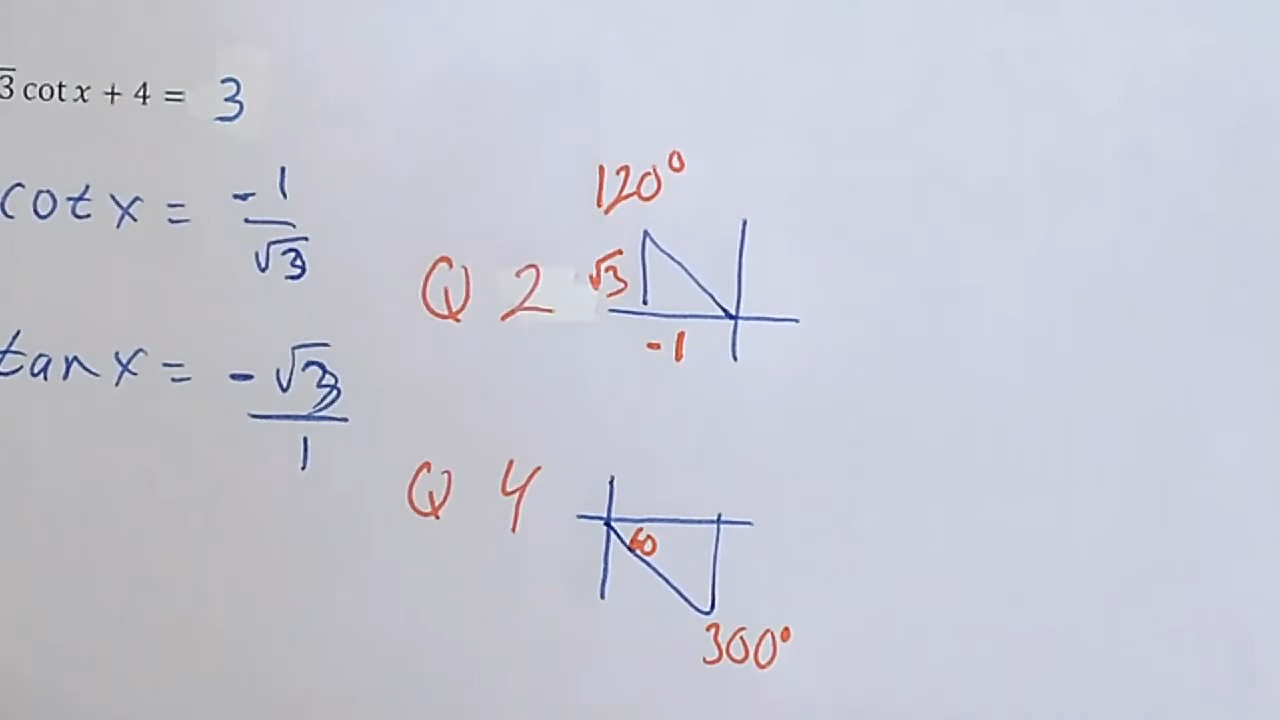 √3 cot x + 4 = 3
cot x = -1/√3
tan x = -√3/1
120°
Q 2
√3
-1
Q 4
60
300°